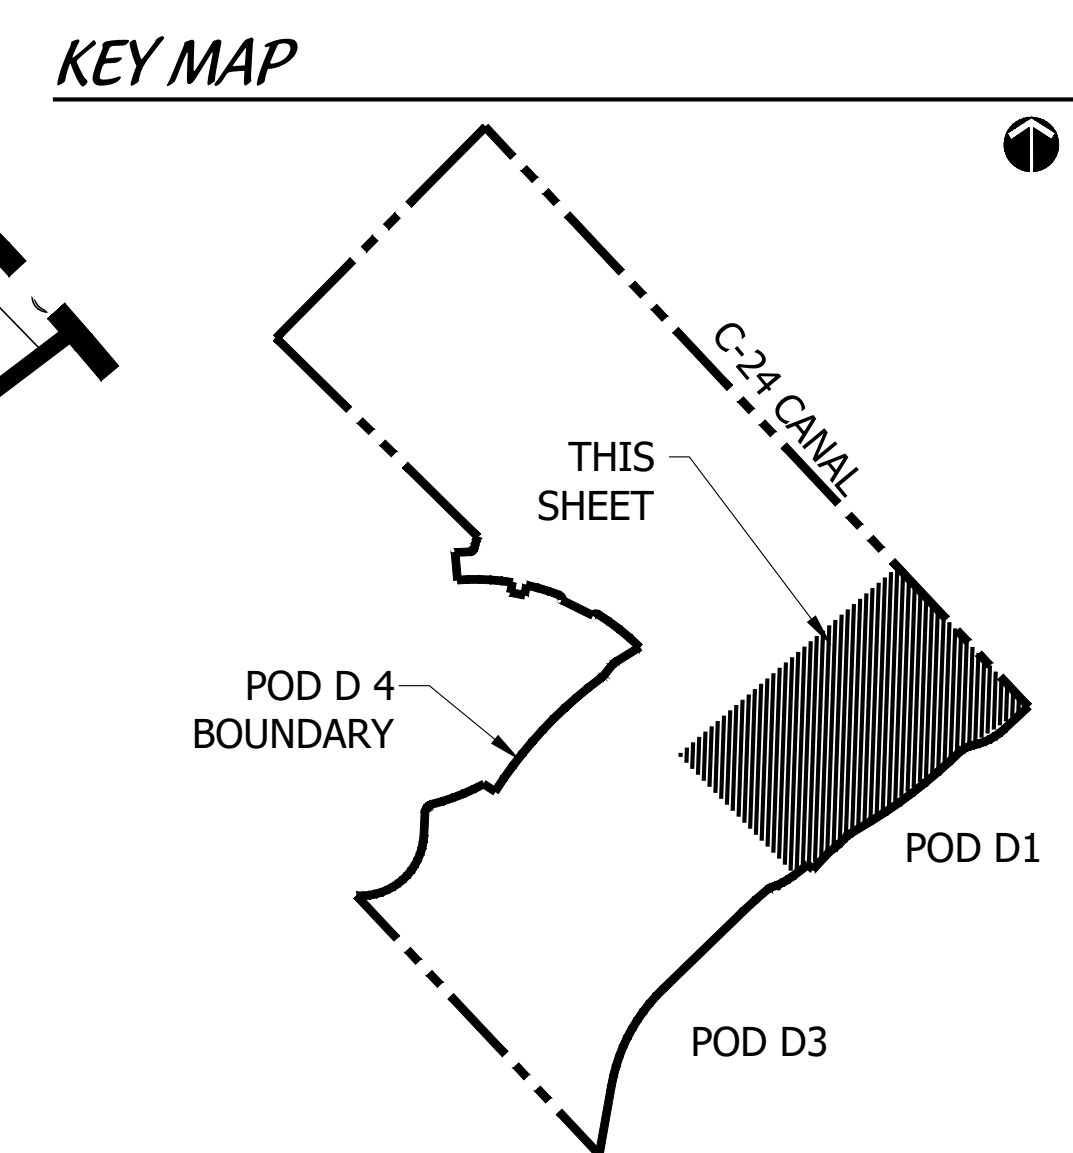 KEY MAP
C-24 CANAL
THIS
SHEET
POD D 4
BOUNDARY
POD D1
POD D3